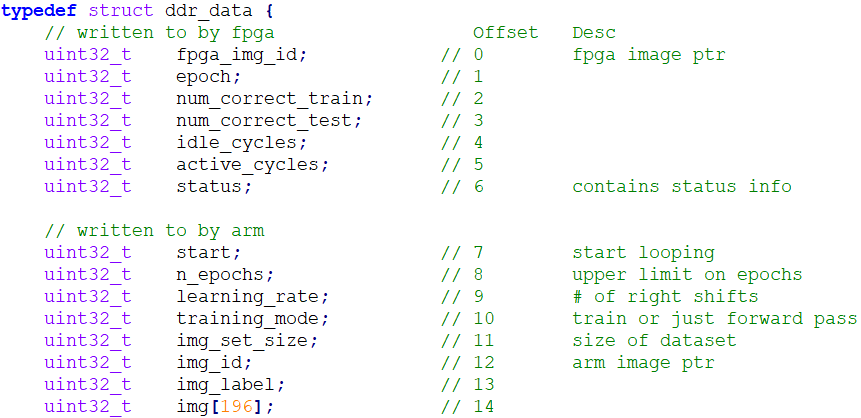 typedef struct ddr_data {
    // written to by fpga                  Offset   Desc
    uint32_t    fpga_img_id;            // 0        fpga image ptr
    uint32_t    epoch;                  // 1
    uint32_t    num_correct_train;      // 2
    uint32_t    num_correct_test;       // 3
    uint32_t    idle_cycles;            // 4
    uint32_t    active_cycles;          // 5
    uint32_t    status;                 // 6        contains status info
    // written to by arm
    uint32_t    start;                  // 7        start looping
    uint32_t    n_epochs;               // 8        upper limit on epochs
    uint32_t    learning_rate;          // 9        # of right shifts
    uint32_t    training_mode;          // 10       train or just forward pass
    uint32_t    img_set_size;           // 11       size of dataset
    uint32_t    img_id;                 // 12       arm image ptr
    uint32_t    img_label;              // 13
    uint32_t    img[196];               // 14